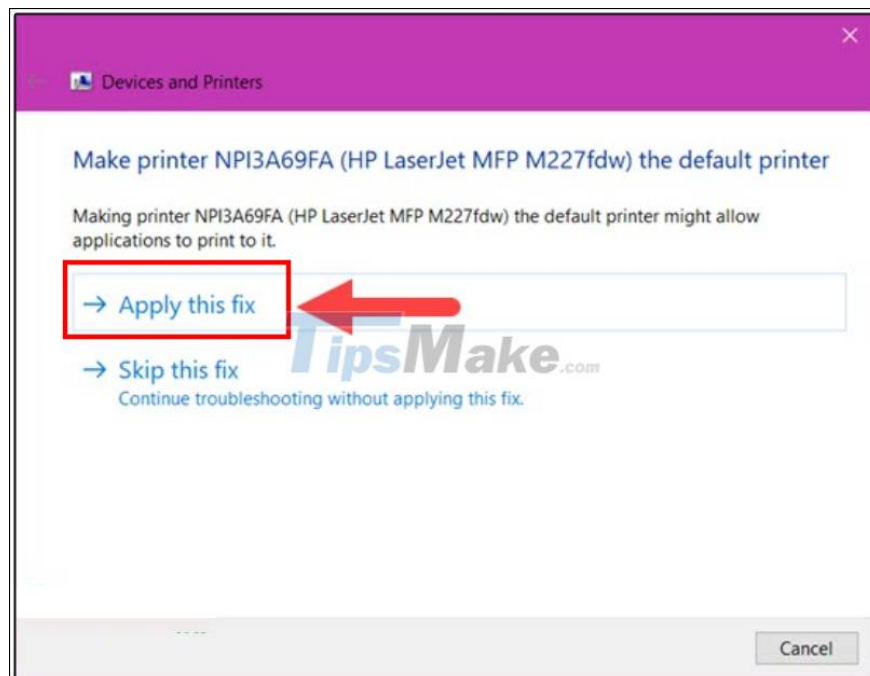 Devices and Printers
Make printer NPI3A69FA (HP LaserJet MFP M227fdw) the default printer
Making printer NPI3A69FA (HP LaserJet MFP M227fdw) the default printer might allow
applications to print to it.
→ Apply this fix
TipsMake.com
→ Skip this fix
Continue troubleshooting without applying this fix.
Cancel